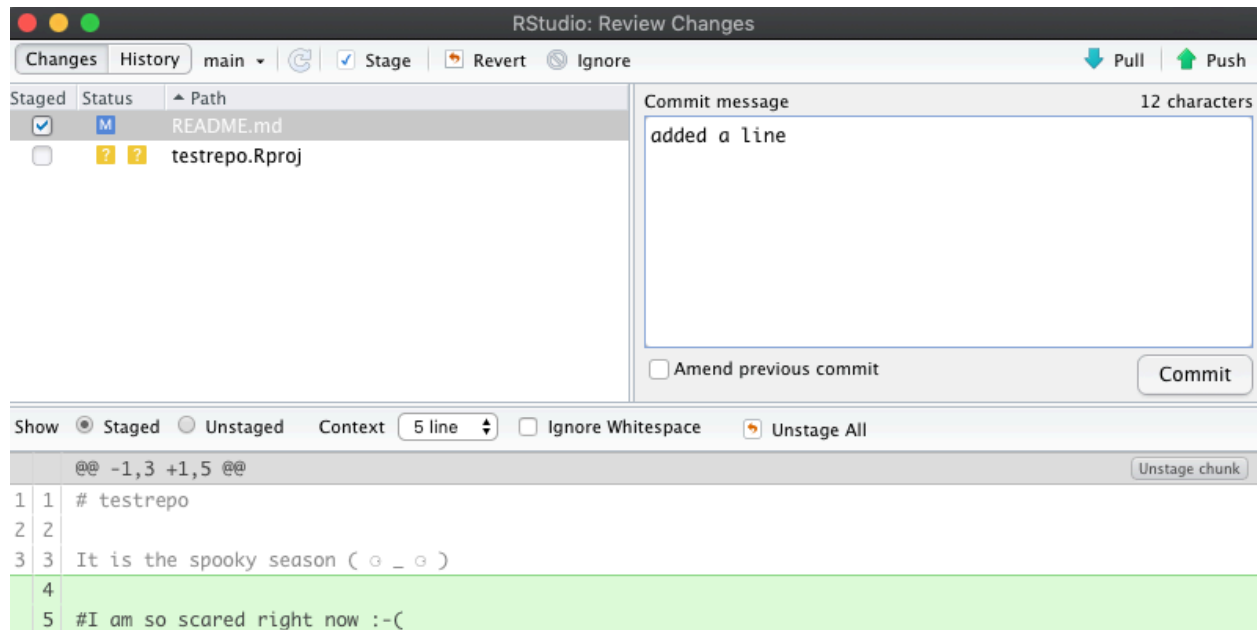 RStudio: Review Changes
Changes History main Stage Revert Ignore Pull Push
Staged Status Path
M README.md
? ? testrepo.Rproj
Commit message 12 characters
added a line
Amend previous commit Commit
Show Staged Unstaged Context 5 line Ignore Whitespace Unstage All
@@ -1,3 +1,5 @@ Unstage chunk
1 1 # testrepo
2 2
3 3 It is the spooky season ( ⚆ _ ⚆ )
4
5 #I am so scared right now :-(